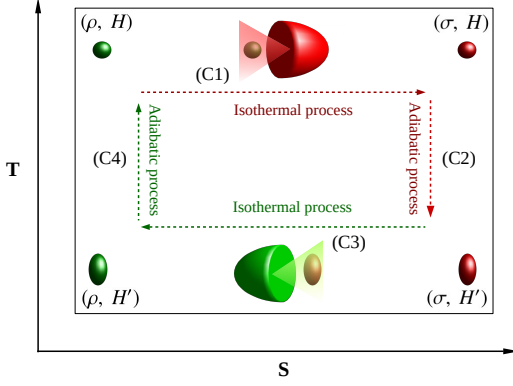 (ρ, H)
(σ, H)
(C1)
Isothermal process
Adiabatic process
Adiabatic process
(C4)
(C2)
T
Isothermal process
(C3)
(ρ, H′)
(σ, H′)
S